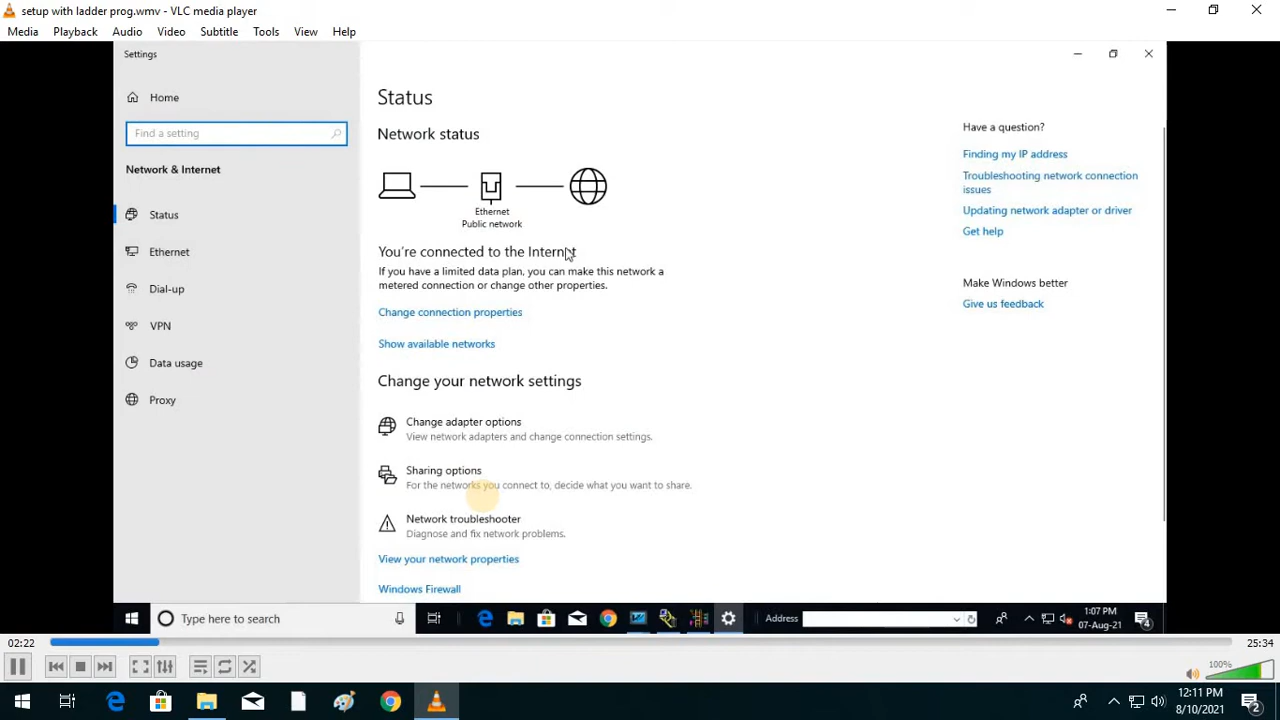 setup with ladder prog.wmv - VLC media player
Media Playback Audio Video Subtitle Tools View Help
Settings
Home
Find a setting
Network & Internet
Status
Ethernet
Dial-up
VPN
Data usage
Proxy
Status
Network status
Ethernet
Public network
You're connected to the Internet
If you have a limited data plan, you can make this network a
metered connection or change other properties.
Change connection properties
Show available networks
Change your network settings
Change adapter options
View network adapters and change connection settings.
Sharing options
For the networks you connect to, decide what you want to share.
Network troubleshooter
Diagnose and fix network problems.
View your network properties
Windows Firewall
Have a question?
Finding my IP address
Troubleshooting network connection
issues
Updating network adapter or driver
Get help
Make Windows better
Give us feedback
Type here to search
Address
1:07 PM
07-Aug-21
4
02:22
25:34
100%
12:11 PM
8/10/2021
2